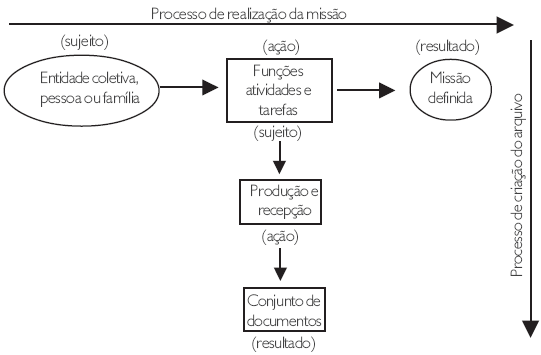 Processo de realização da missão
(sujeito)
Entidade coletiva,
pessoa ou família
(ação)
Funções
atividades e
tarefas
(sujeito)
(resultado)
Missão
definida
Produção e
recepção
(ação)
Conjunto de
documentos
(resultado)
Processo de criação do arquivo